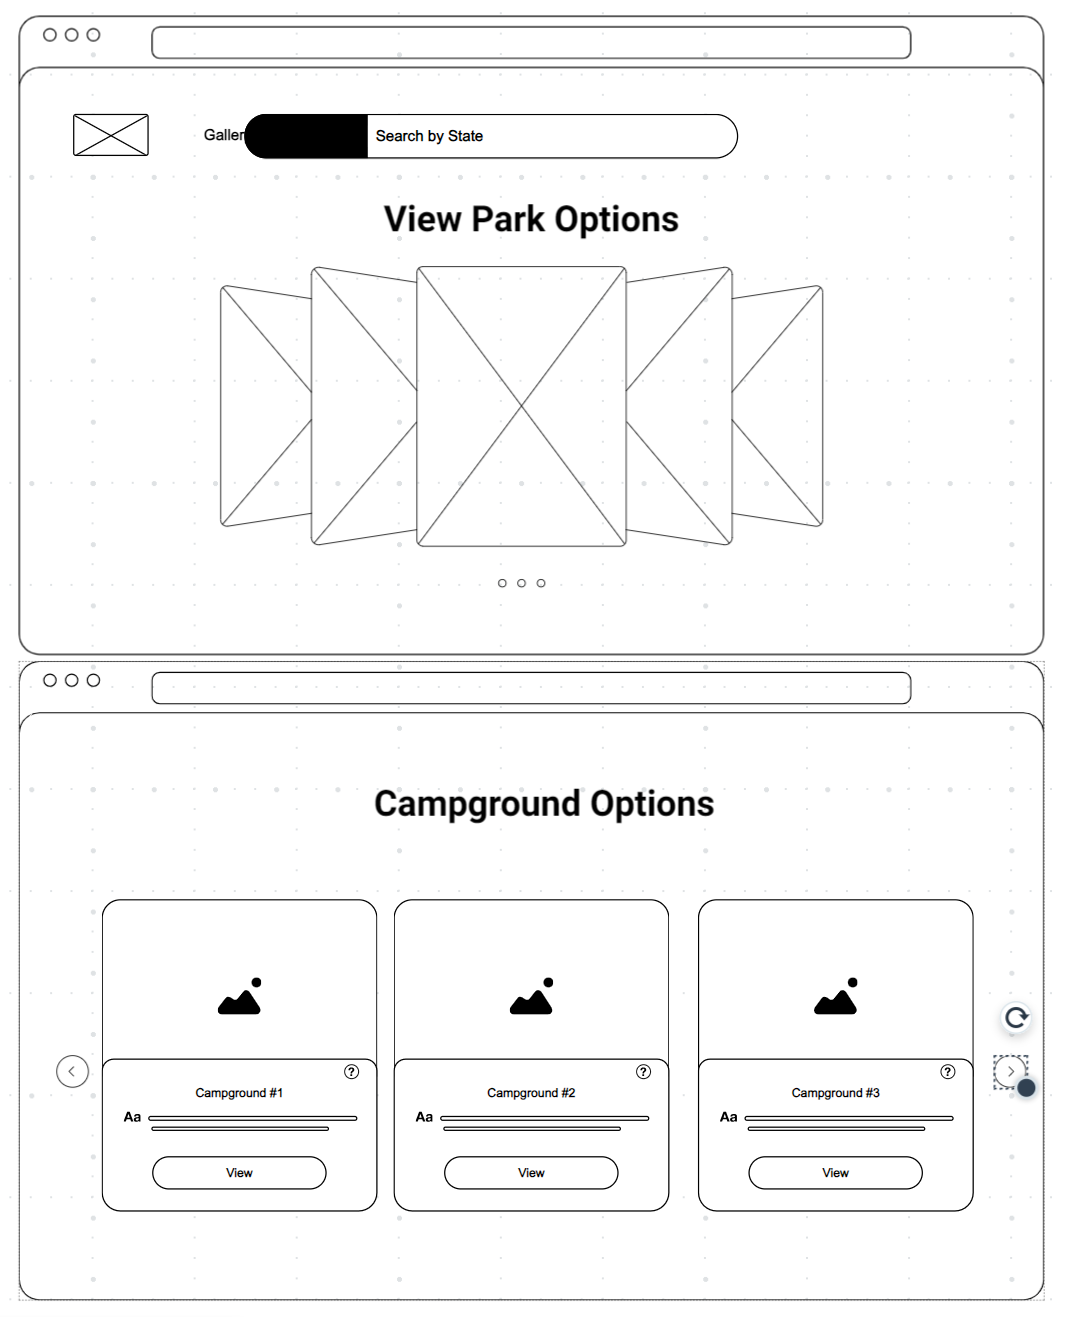 Galler
Search by State
View Park Options
Campground Options
?
?
?
Campground #1
Campground #2
Campground #3
Aa
Aa
Aa
View
View
View